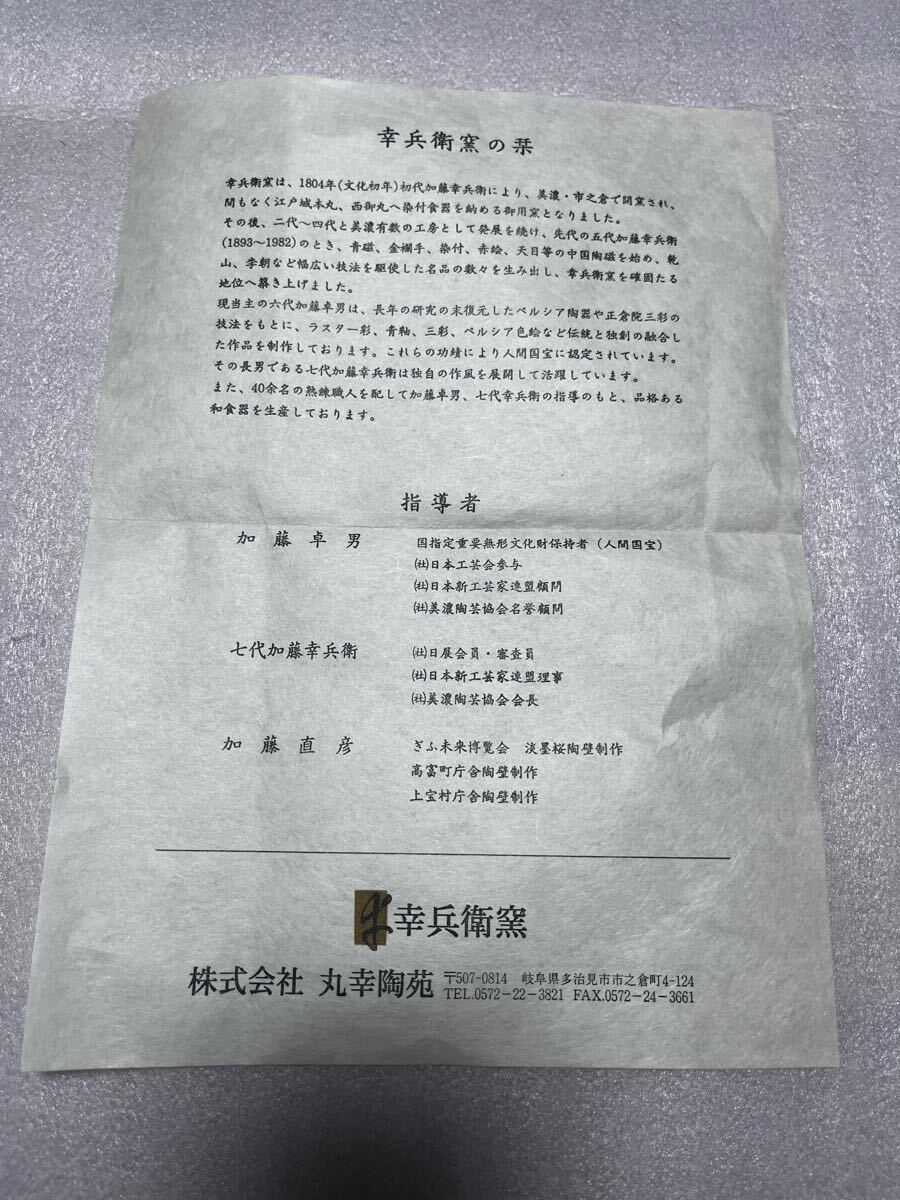 幸兵衛窯の栞
幸兵衛窯は、1804年(文化初年)初代加藤幸兵衛により、美濃・市之倉で開窯され、
間もなく江戸城本丸、西御丸へ染付食器を納める御用窯となりました。
その後、二代〜四代と美濃有数の工房として発展を続け、先代の五代加藤幸兵衛
(1893〜1982)のとき、青磁、金襴手、染付、赤絵、天目等の中国陶磁を始め、乾
山、李朝など幅広い技法を駆使した名品の数々を生み出し、幸兵衛窯を確固たる
地位へ築き上げました。
現当主の六代加藤卓男は、長年の研究の末復元したペルシア陶器や正倉院三彩の
技法をもとに、ラスター彩、青釉、三彩、ペルシア色絵など伝統と独創の融合し
た作品を制作しております。これらの功績により人間国宝に認定されています。
その長男である七代加藤幸兵衛は独自の作風を展開して活躍しています。
また、40余名の熟練職人を配して加藤卓男、七代幸兵衛の指導のもと、品格ある
和食器を生産しております。
指導者
加藤卓男 国指定重要無形文化財保持者(人間国宝)
㈳日本工芸会参与
㈳日本新工芸家連盟顧問
㈳美濃陶芸協会名誉顧問
七代加藤幸兵衛 ㈳日展会員・審査員
㈳日本新工芸家連盟理事
㈳美濃陶芸協会会長
加藤直彦 ぎふ未来博覧会 淡墨桜陶壁制作
高富町庁舎陶壁制作
上宝村庁舎陶壁制作
幸兵衛窯
株式会社 丸幸陶苑 〒507-0814 岐阜県多治見市市之倉町4-124
TEL.0572-22-3821 FAX.0572-24-3661